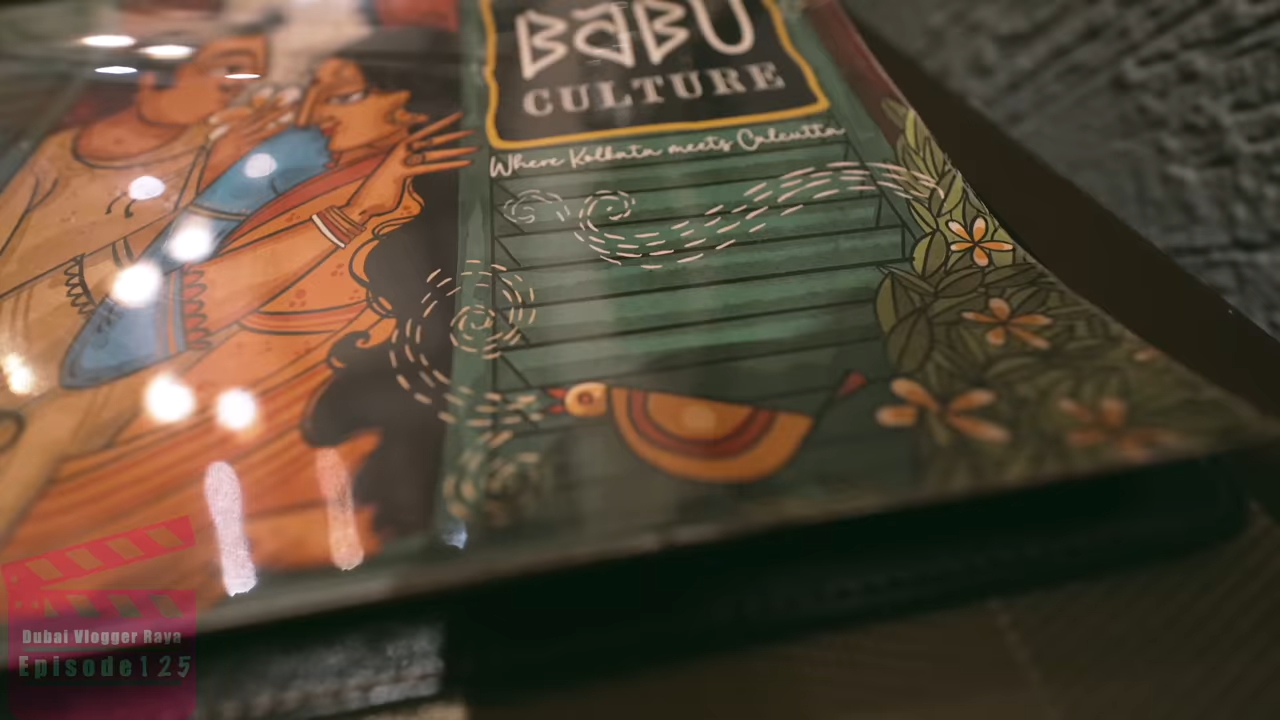 BaBU
CULTURE
Where Kolkata meets Calcutta
Dubai Vlogger Raya
Episode125